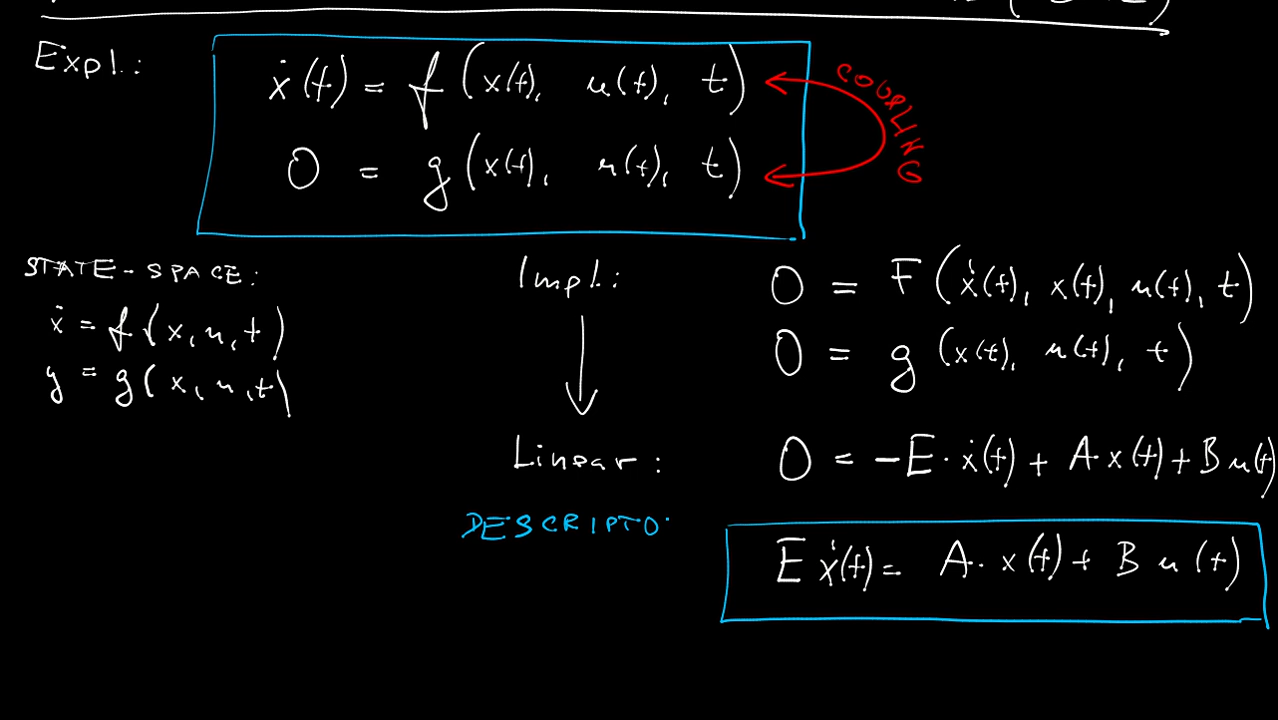 Expl.:
ẋ(t) = f(x(t), u(t), t)
0 = g(x(t), u(t), t)
COUPLING
STATE-SPACE:
ẋ = f(x, u, t)
y = g(x, u, t)
Impl.:
0 = F(ẋ(t), x(t), u(t), t)
0 = g(x(t), u(t), t)
Linear:
0 = -E · ẋ(t) + A · x(t) + B u(t)
DESCRIPTO
E ẋ(t) = A · x(t) + B u(t)